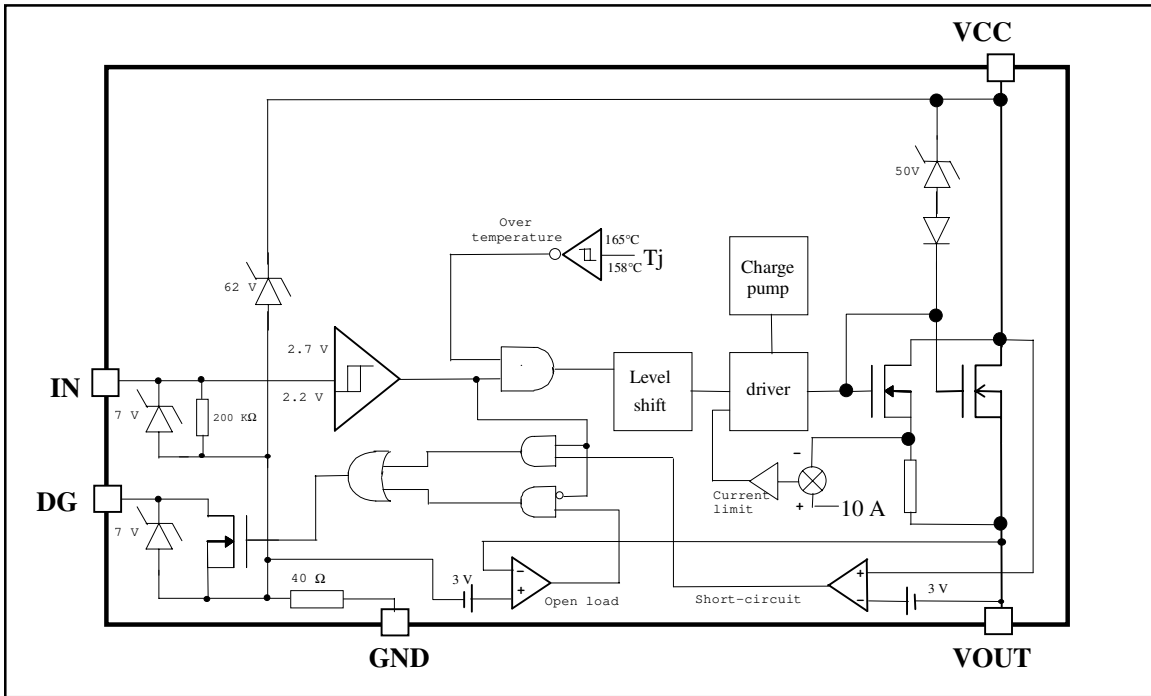 VCC
50V
Over
temperature
165°C
158°C
Tj
Charge
pump
62 V
2.7 V
2.2 V
IN
7 V
200 KΩ
Level
shift
driver
DG
7 V
Current
limit
−
+
10 A
40 Ω
3 V
−
+
Open load
Short-circuit
+
−
3 V
GND
VOUT